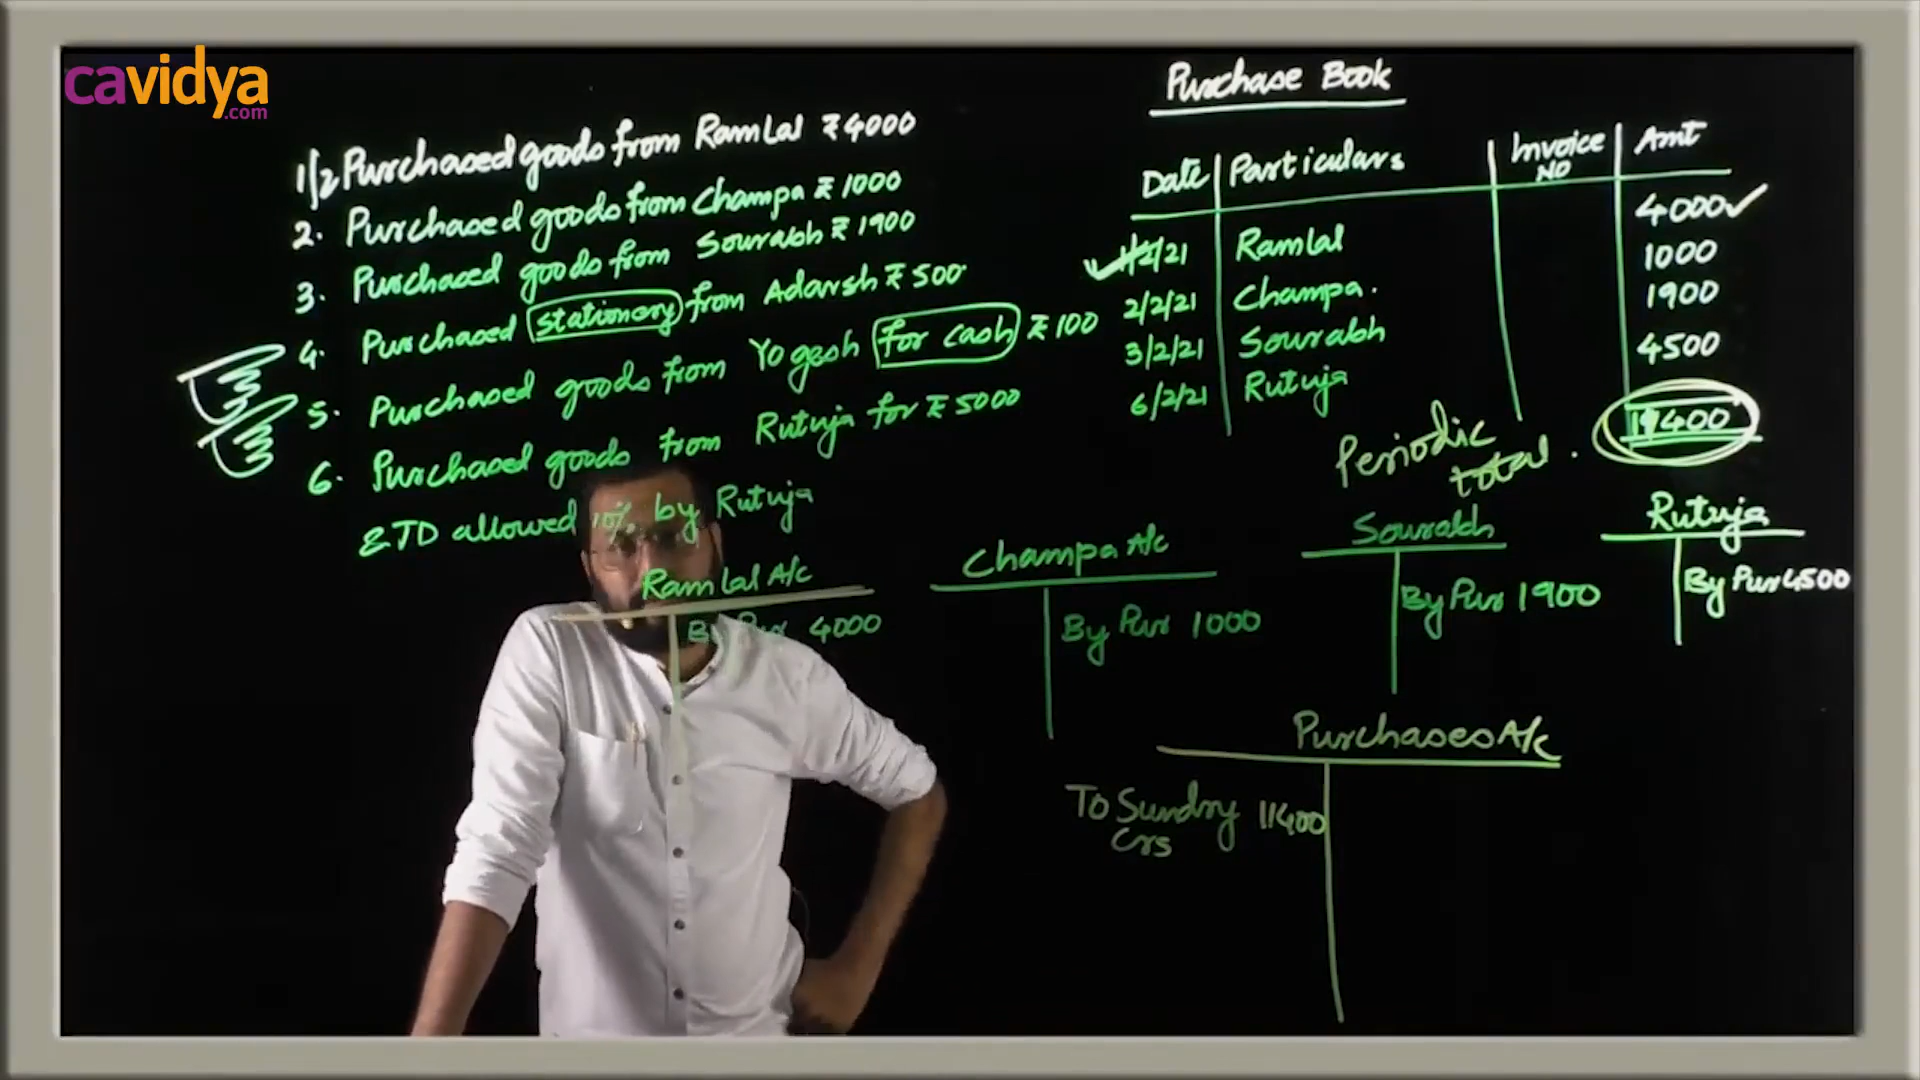 cavidya
.com
1/2 Purchased goods from Ramlal ₹ 4000
2. Purchased goods from Champa ₹ 1000
3. Purchased goods from Sourabh ₹ 1900
4. Purchased stationery from Adarsh ₹ 500
5. Purchased goods from Yogesh for cash ₹ 100
6. Purchased goods from Rutuja for ₹ 5000
& TD allowed 10% by Rutuja
Purchase Book
Date Particulars Invoice NO Amt
1/2/21 Ramlal 4000 ✓
2/2/21 Champa. 1000
3/2/21 Sourabh 1900
6/2/21 Rutuja 4500
Periodic total. 11400
Ramlal A/c
By Pur 4000
Champa A/c
By Pur 1000
Sourabh
By Pur 1900
Rutuja
By Pur 4500
Purchases A/c
To Sundry 11400
Crs